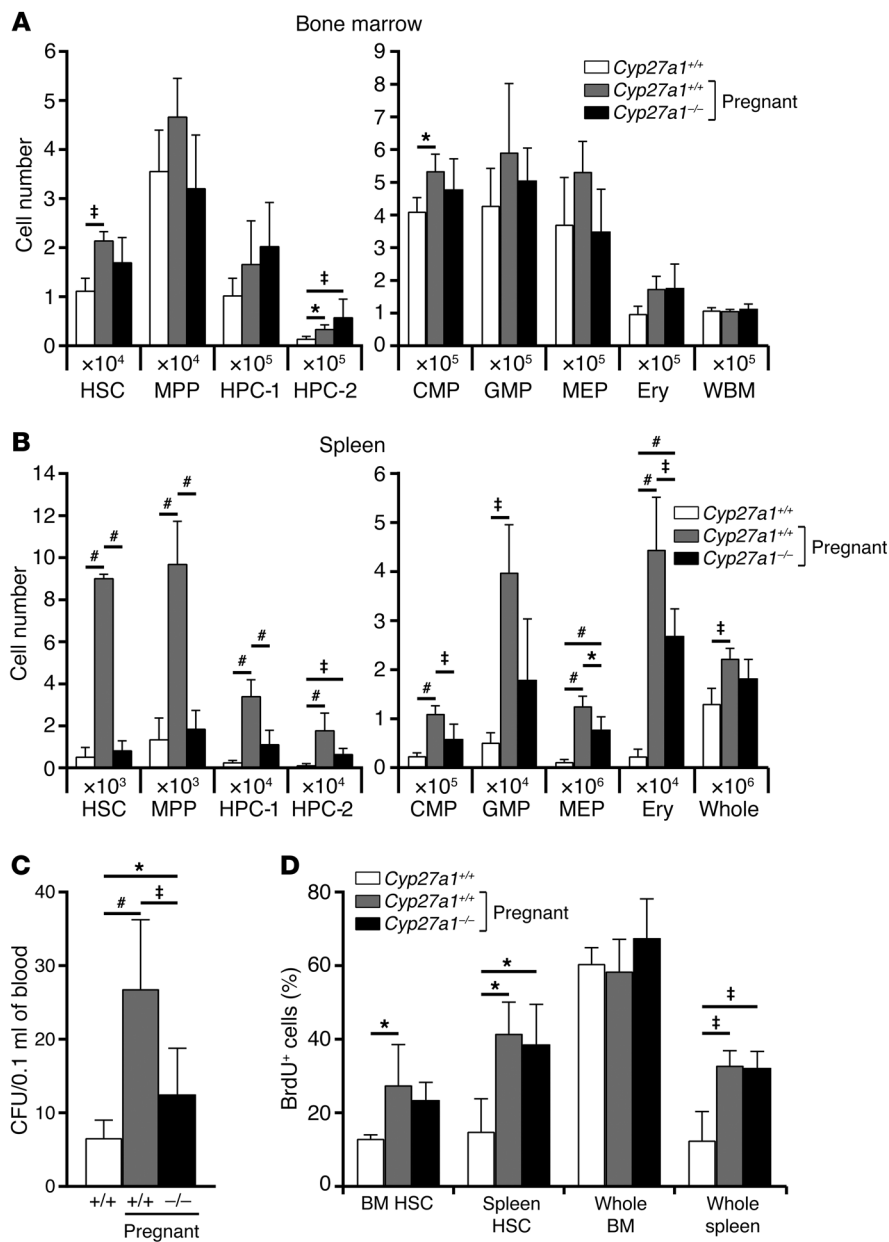 A
Bone marrow
Cell number
6
5
4
3
2
1
0
‡
‡
*
×10⁴ ×10⁴ ×10⁵ ×10⁵
HSC MPP HPC-1 HPC-2
9
8
7
6
5
4
3
2
1
0
*
Cyp27a1+/+
Cyp27a1+/+
Cyp27a1–/–
Pregnant
×10⁵ ×10⁵ ×10⁵ ×10⁵ ×10⁵
CMP GMP MEP Ery WBM
B
Spleen
Cell number
14
12
10
8
6
4
2
0
# #
# #
# #
‡
#
×10³ ×10³ ×10⁴ ×10⁴
HSC MPP HPC-1 HPC-2
6
5
4
3
2
1
0
# ‡
‡
#
# *
#
# ‡
‡
Cyp27a1+/+
Cyp27a1+/+
Cyp27a1–/–
Pregnant
×10⁵ ×10⁴ ×10⁶ ×10⁴ ×10⁶
CMP GMP MEP Ery Whole
C
CFU/0.1 ml of blood
40
30
20
10
0
*
# ‡
+/+ +/+ –/–
Pregnant
D
Cyp27a1+/+
Cyp27a1+/+
Cyp27a1–/–
Pregnant
BrdU⁺ cells (%)
80
60
40
20
0
*
*
*
‡
‡
BM HSC
Spleen
HSC
Whole
BM
Whole
spleen